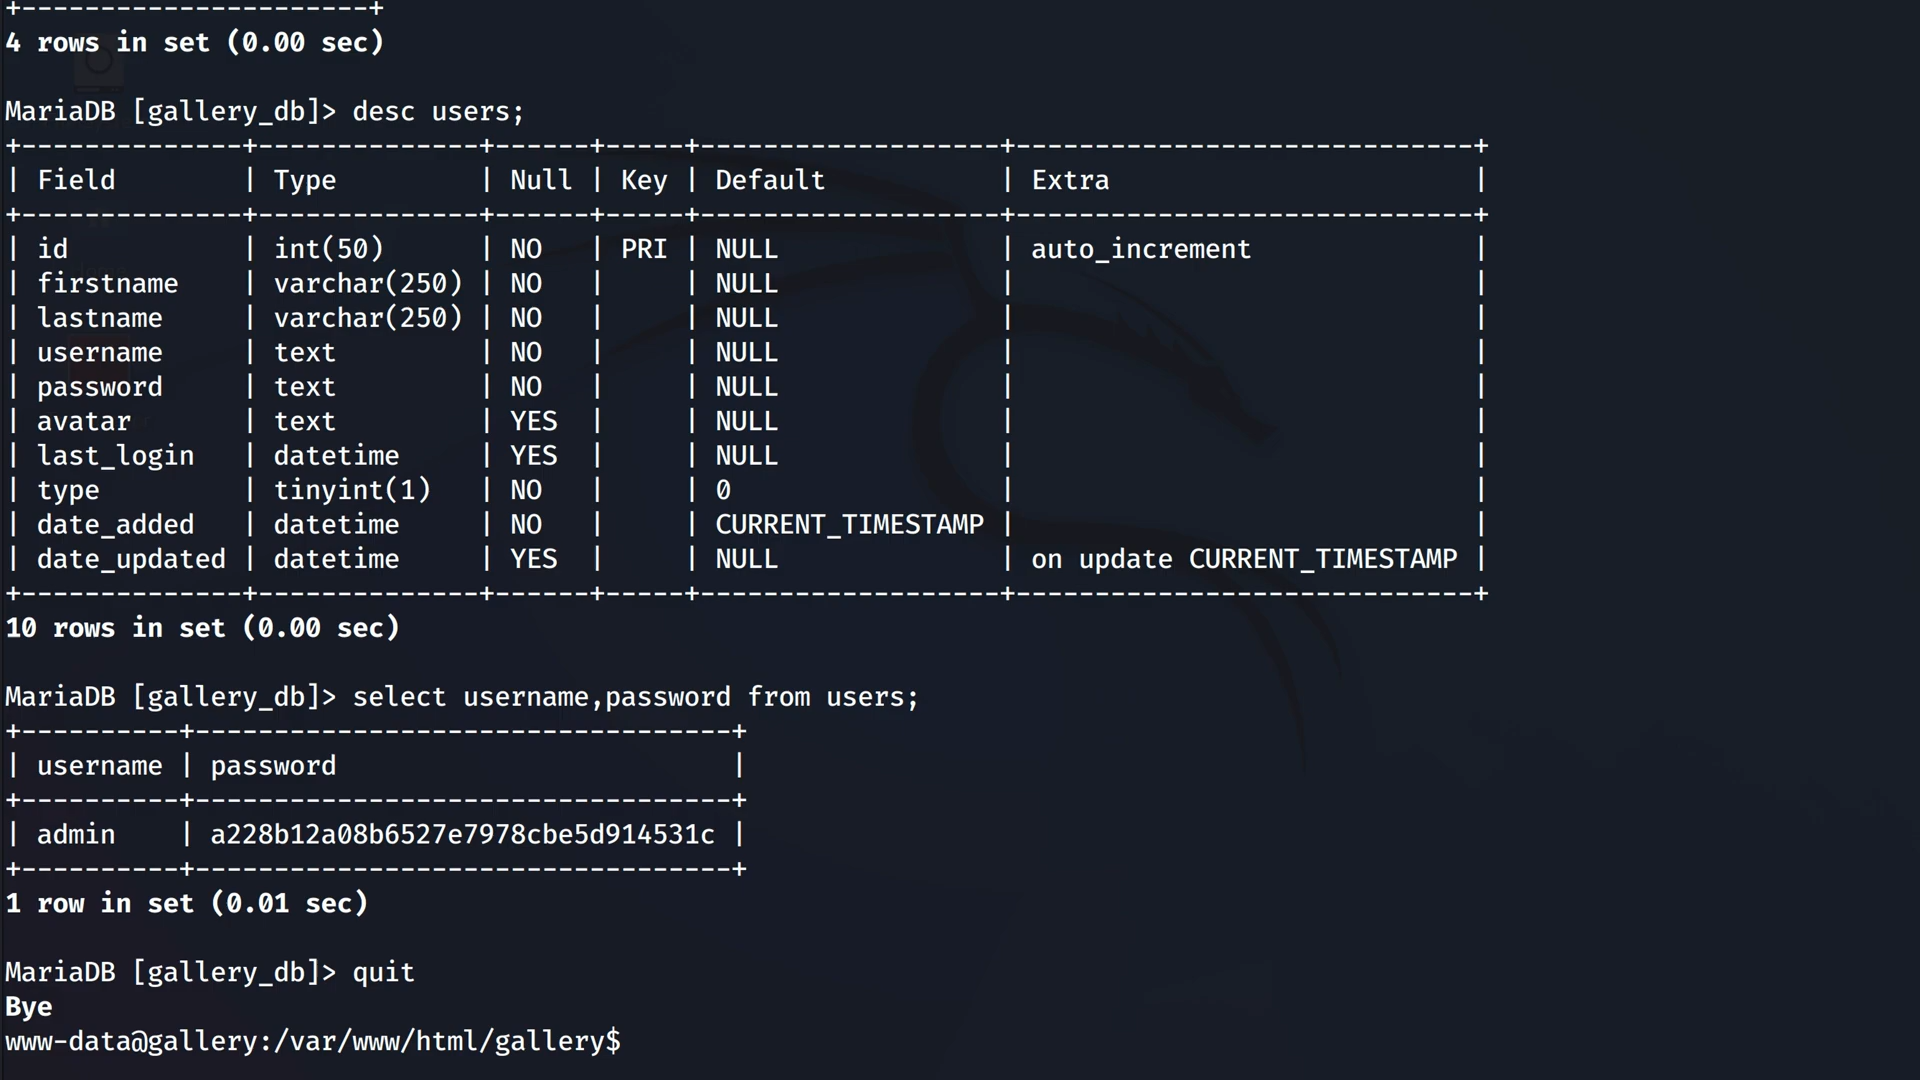 +----------------------+
4 rows in set (0.00 sec)
MariaDB [gallery_db]> desc users;
+--------------+--------------+------+-----+-------------------+-----------------------------+
| Field        | Type         | Null | Key | Default           | Extra                       |
+--------------+--------------+------+-----+-------------------+-----------------------------+
| id           | int(50)      | NO   | PRI | NULL              | auto_increment              |
| firstname    | varchar(250) | NO   |     | NULL              |                             |
| lastname     | varchar(250) | NO   |     | NULL              |                             |
| username     | text         | NO   |     | NULL              |                             |
| password     | text         | NO   |     | NULL              |                             |
| avatar       | text         | YES  |     | NULL              |                             |
| last_login   | datetime     | YES  |     | NULL              |                             |
| type         | tinyint(1)   | NO   |     | 0                 |                             |
| date_added   | datetime     | NO   |     | CURRENT_TIMESTAMP |                             |
| date_updated | datetime     | YES  |     | NULL              | on update CURRENT_TIMESTAMP |
+--------------+--------------+------+-----+-------------------+-----------------------------+
10 rows in set (0.00 sec)
MariaDB [gallery_db]> select username,password from users;
+----------+----------------------------------+
| username | password                         |
+----------+----------------------------------+
| admin    | a228b12a08b6527e7978cbe5d914531c |
+----------+----------------------------------+
1 row in set (0.01 sec)
MariaDB [gallery_db]> quit
Bye
www-data@gallery:/var/www/html/gallery$